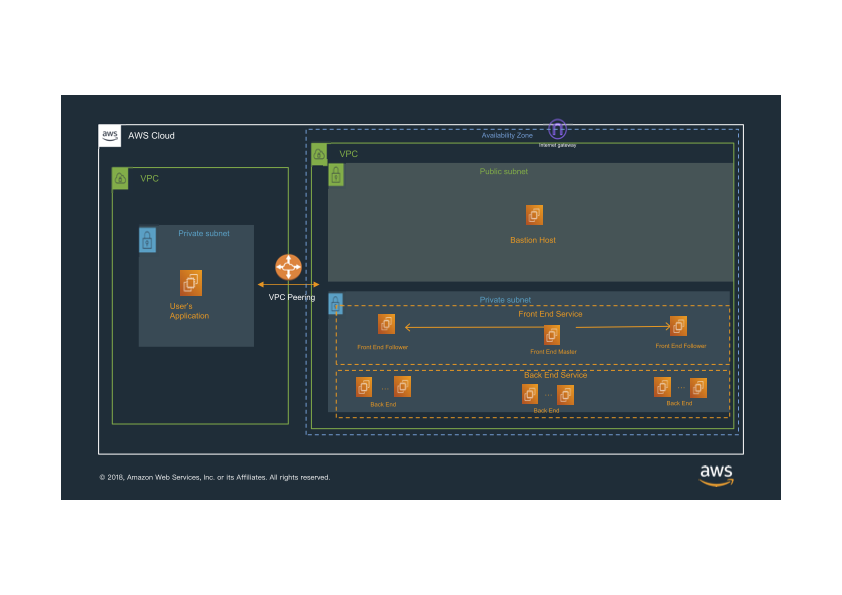 aws
AWS Cloud
Availability Zone
Internet gateway
VPC
VPC
Public subnet
Bastion Host
Private subnet
User's
Application
VPC Peering
Private subnet
Front End Service
Front End Follower
Front End Master
Front End Follower
Back End Service
...
...
...
Back End
Back End
Back End
© 2018, Amazon Web Services, Inc. or its Affiliates. All rights reserved.
aws